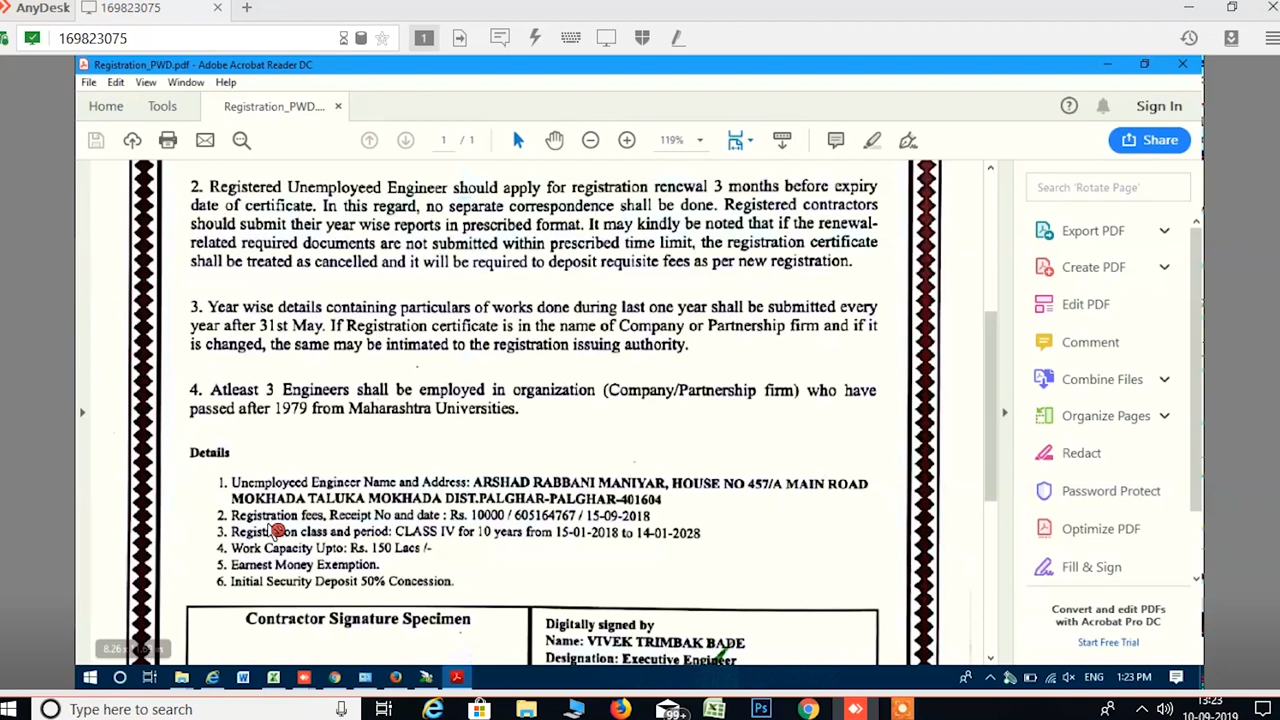 AnyDesk
169823075
169823075
1
Registration_PWD.pdf - Adobe Acrobat Reader DC
File Edit View Window Help
Home Tools Registration_PWD....
Sign In
1 / 1
119%
Share
2. Registered Unemployeed Engineer should apply for registration renewal 3 months before expiry
date of certificate. In this regard, no separate correspondence shall be done. Registered contractors
should submit their year wise reports in prescribed format. It may kindly be noted that if the renewal-
related required documents are not submitted within prescribed time limit, the registration certificate
shall be treated as cancelled and it will be required to deposit requisite fees as per new registration.
3. Year wise details containing particulars of works done during last one year shall be submitted every
year after 31st May. If Registration certificate is in the name of Company or Partnership firm and if it
is changed, the same may be intimated to the registration issuing authority.
4. Atleast 3 Engineers shall be employed in organization (Company/Partnership firm) who have
passed after 1979 from Maharashtra Universities.
Details
1. Unemployeed Engineer Name and Address: ARSHAD RABBANI MANIYAR, HOUSE NO 457/A MAIN ROAD
MOKHADA TALUKA MOKHADA DIST.PALGHAR-PALGHAR-401604
2. Registration fees, Receipt No and date : Rs. 10000 / 605164767 / 15-09-2018
3. Registration class and period: CLASS IV for 10 years from 15-01-2018 to 14-01-2028
4. Work Capacity Upto: Rs. 150 Lacs /-
5. Earnest Money Exemption.
6. Initial Security Deposit 50% Concession.
Contractor Signature Specimen
Digitally signed by
Name: VIVEK TRIMBAK BADE
Designation: Executive Engineer
Search 'Rotate Page'
Export PDF
Create PDF
Edit PDF
Comment
Combine Files
Organize Pages
Redact
Password Protect
Optimize PDF
Fill & Sign
Convert and edit PDFs
with Acrobat Pro DC
Start Free Trial
ENG 1:23 PM
Type here to search
99+
13:23
10-09-2019